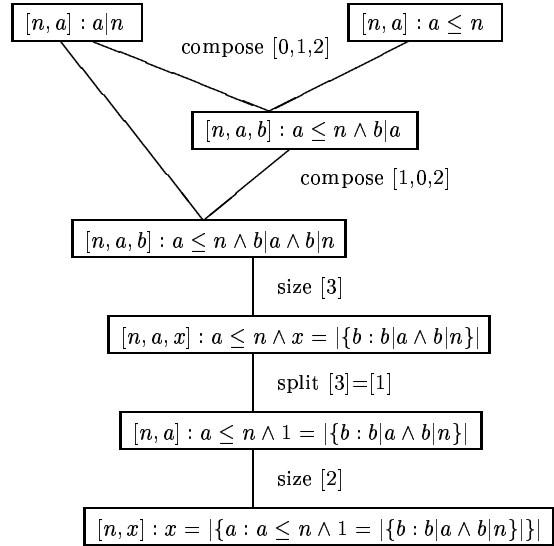 [n, a] : a|n
[n, a] : a ≤ n
compose [0,1,2]
[n, a, b] : a ≤ n ∧ b|a
compose [1,0,2]
[n, a, b] : a ≤ n ∧ b|a ∧ b|n
size [3]
[n, a, x] : a ≤ n ∧ x = |{b : b|a ∧ b|n}|
split [3]=[1]
[n, a] : a ≤ n ∧ 1 = |{b : b|a ∧ b|n}|
size [2]
[n, x] : x = |{a : a ≤ n ∧ 1 = |{b : b|a ∧ b|n}|}|